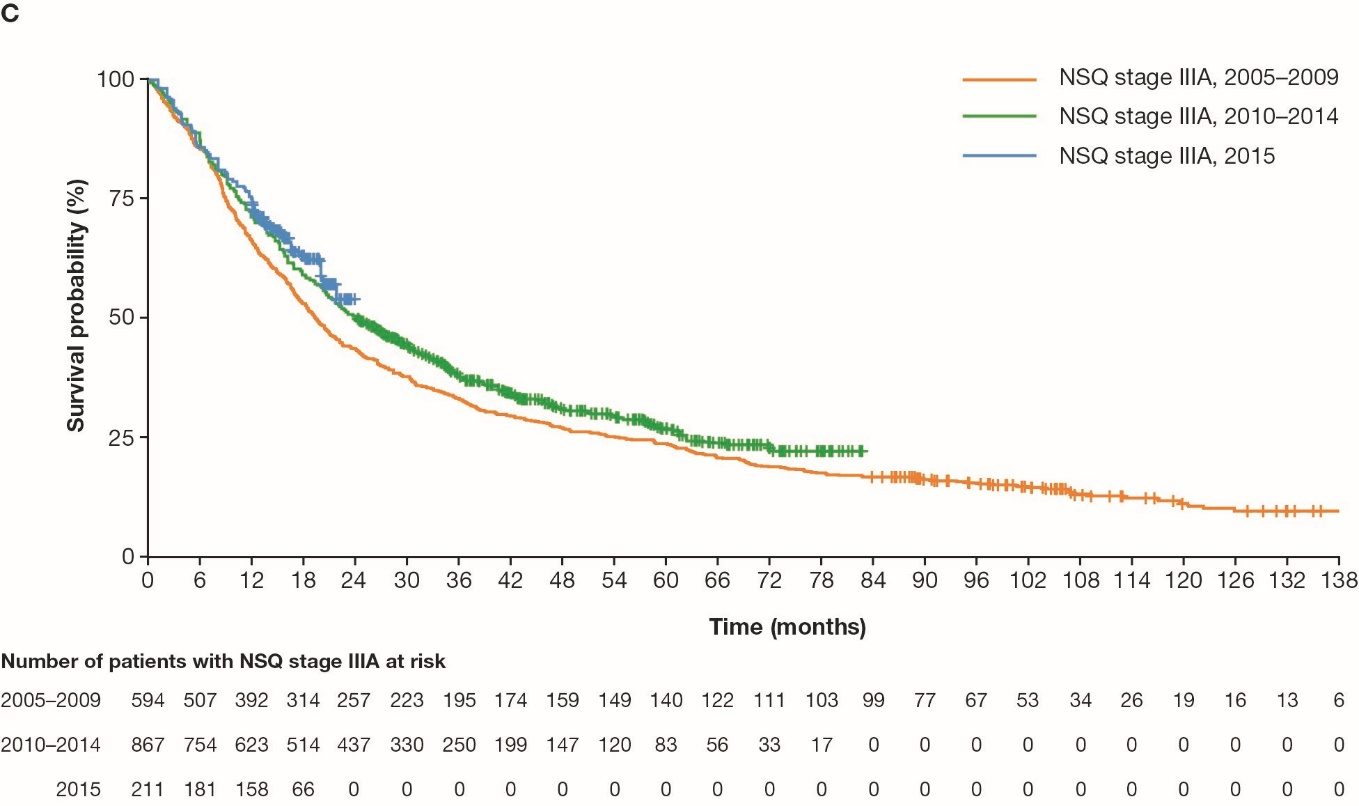 C
100
75
50
25
0
Survival probability (%)
NSQ stage IIIA, 2005–2009
NSQ stage IIIA, 2010–2014
NSQ stage IIIA, 2015
0 6 12 18 24 30 36 42 48 54 60 66 72 78 84 90 96 102 108 114 120 126 132 138
Time (months)
Number of patients with NSQ stage IIIA at risk
2005–2009 594 507 392 314 257 223 195 174 159 149 140 122 111 103 99 77 67 53 34 26 19 16 13 6
2010–2014 867 754 623 514 437 330 250 199 147 120 83 56 33 17 0 0 0 0 0 0 0 0 0 0
2015 211 181 158 66 0 0 0 0 0 0 0 0 0 0 0 0 0 0 0 0 0 0 0 0